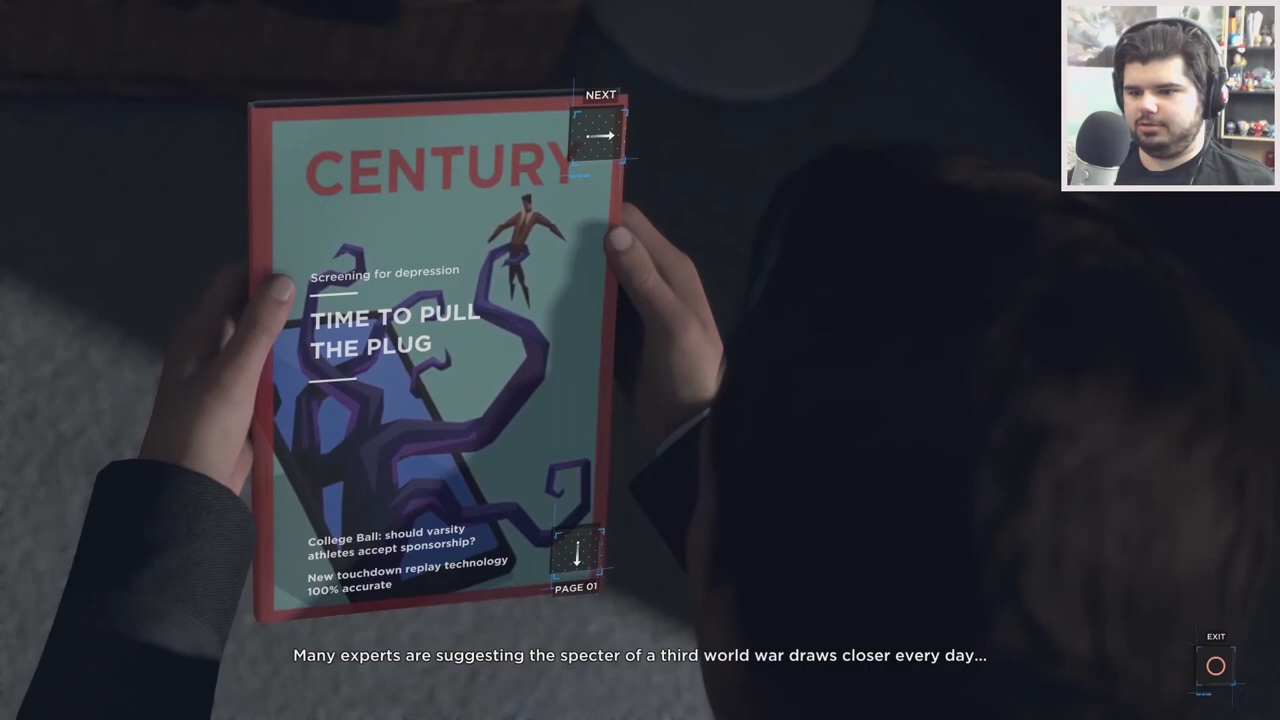 NEXT
CENTURY
Screening for depression
TIME TO PULL
THE PLUG
College Ball: should varsity
athletes accept sponsorship?
New touchdown replay technology
100% accurate
PAGE 01
Many experts are suggesting the specter of a third world war draws closer every day...
EXIT